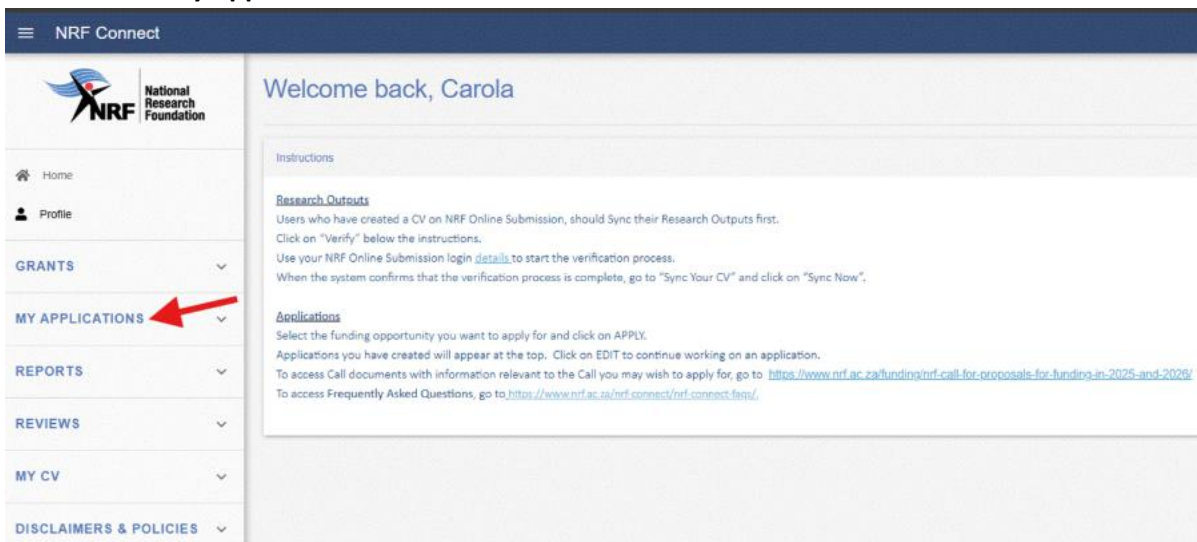 NRF Connect
NRF
National
Research
Foundation
Home
Profile
GRANTS
MY APPLICATIONS
REPORTS
REVIEWS
MY CV
DISCLAIMERS & POLICIES
Welcome back, Carola
Instructions
Research Outputs
Users who have created a CV on NRF Online Submission, should Sync their Research Outputs first.
Click on "Verify" below the instructions.
Use your NRF Online Submission login details to start the verification process.
When the system confirms that the verification process is complete, go to "Sync Your CV" and click on "Sync Now".
Applications
Select the funding opportunity you want to apply for and click on APPLY.
Applications you have created will appear at the top. Click on EDIT to continue working on an application.
To access Call documents with information relevant to the Call you may wish to apply for, go to https://www.nrf.ac.za/funding/nrf-call-for-proposals-for-funding-in-2025-and-2026/
To access Frequently Asked Questions, go to https://www.nrf.ac.za/nrf-connect/nrf-connect-faqs/.